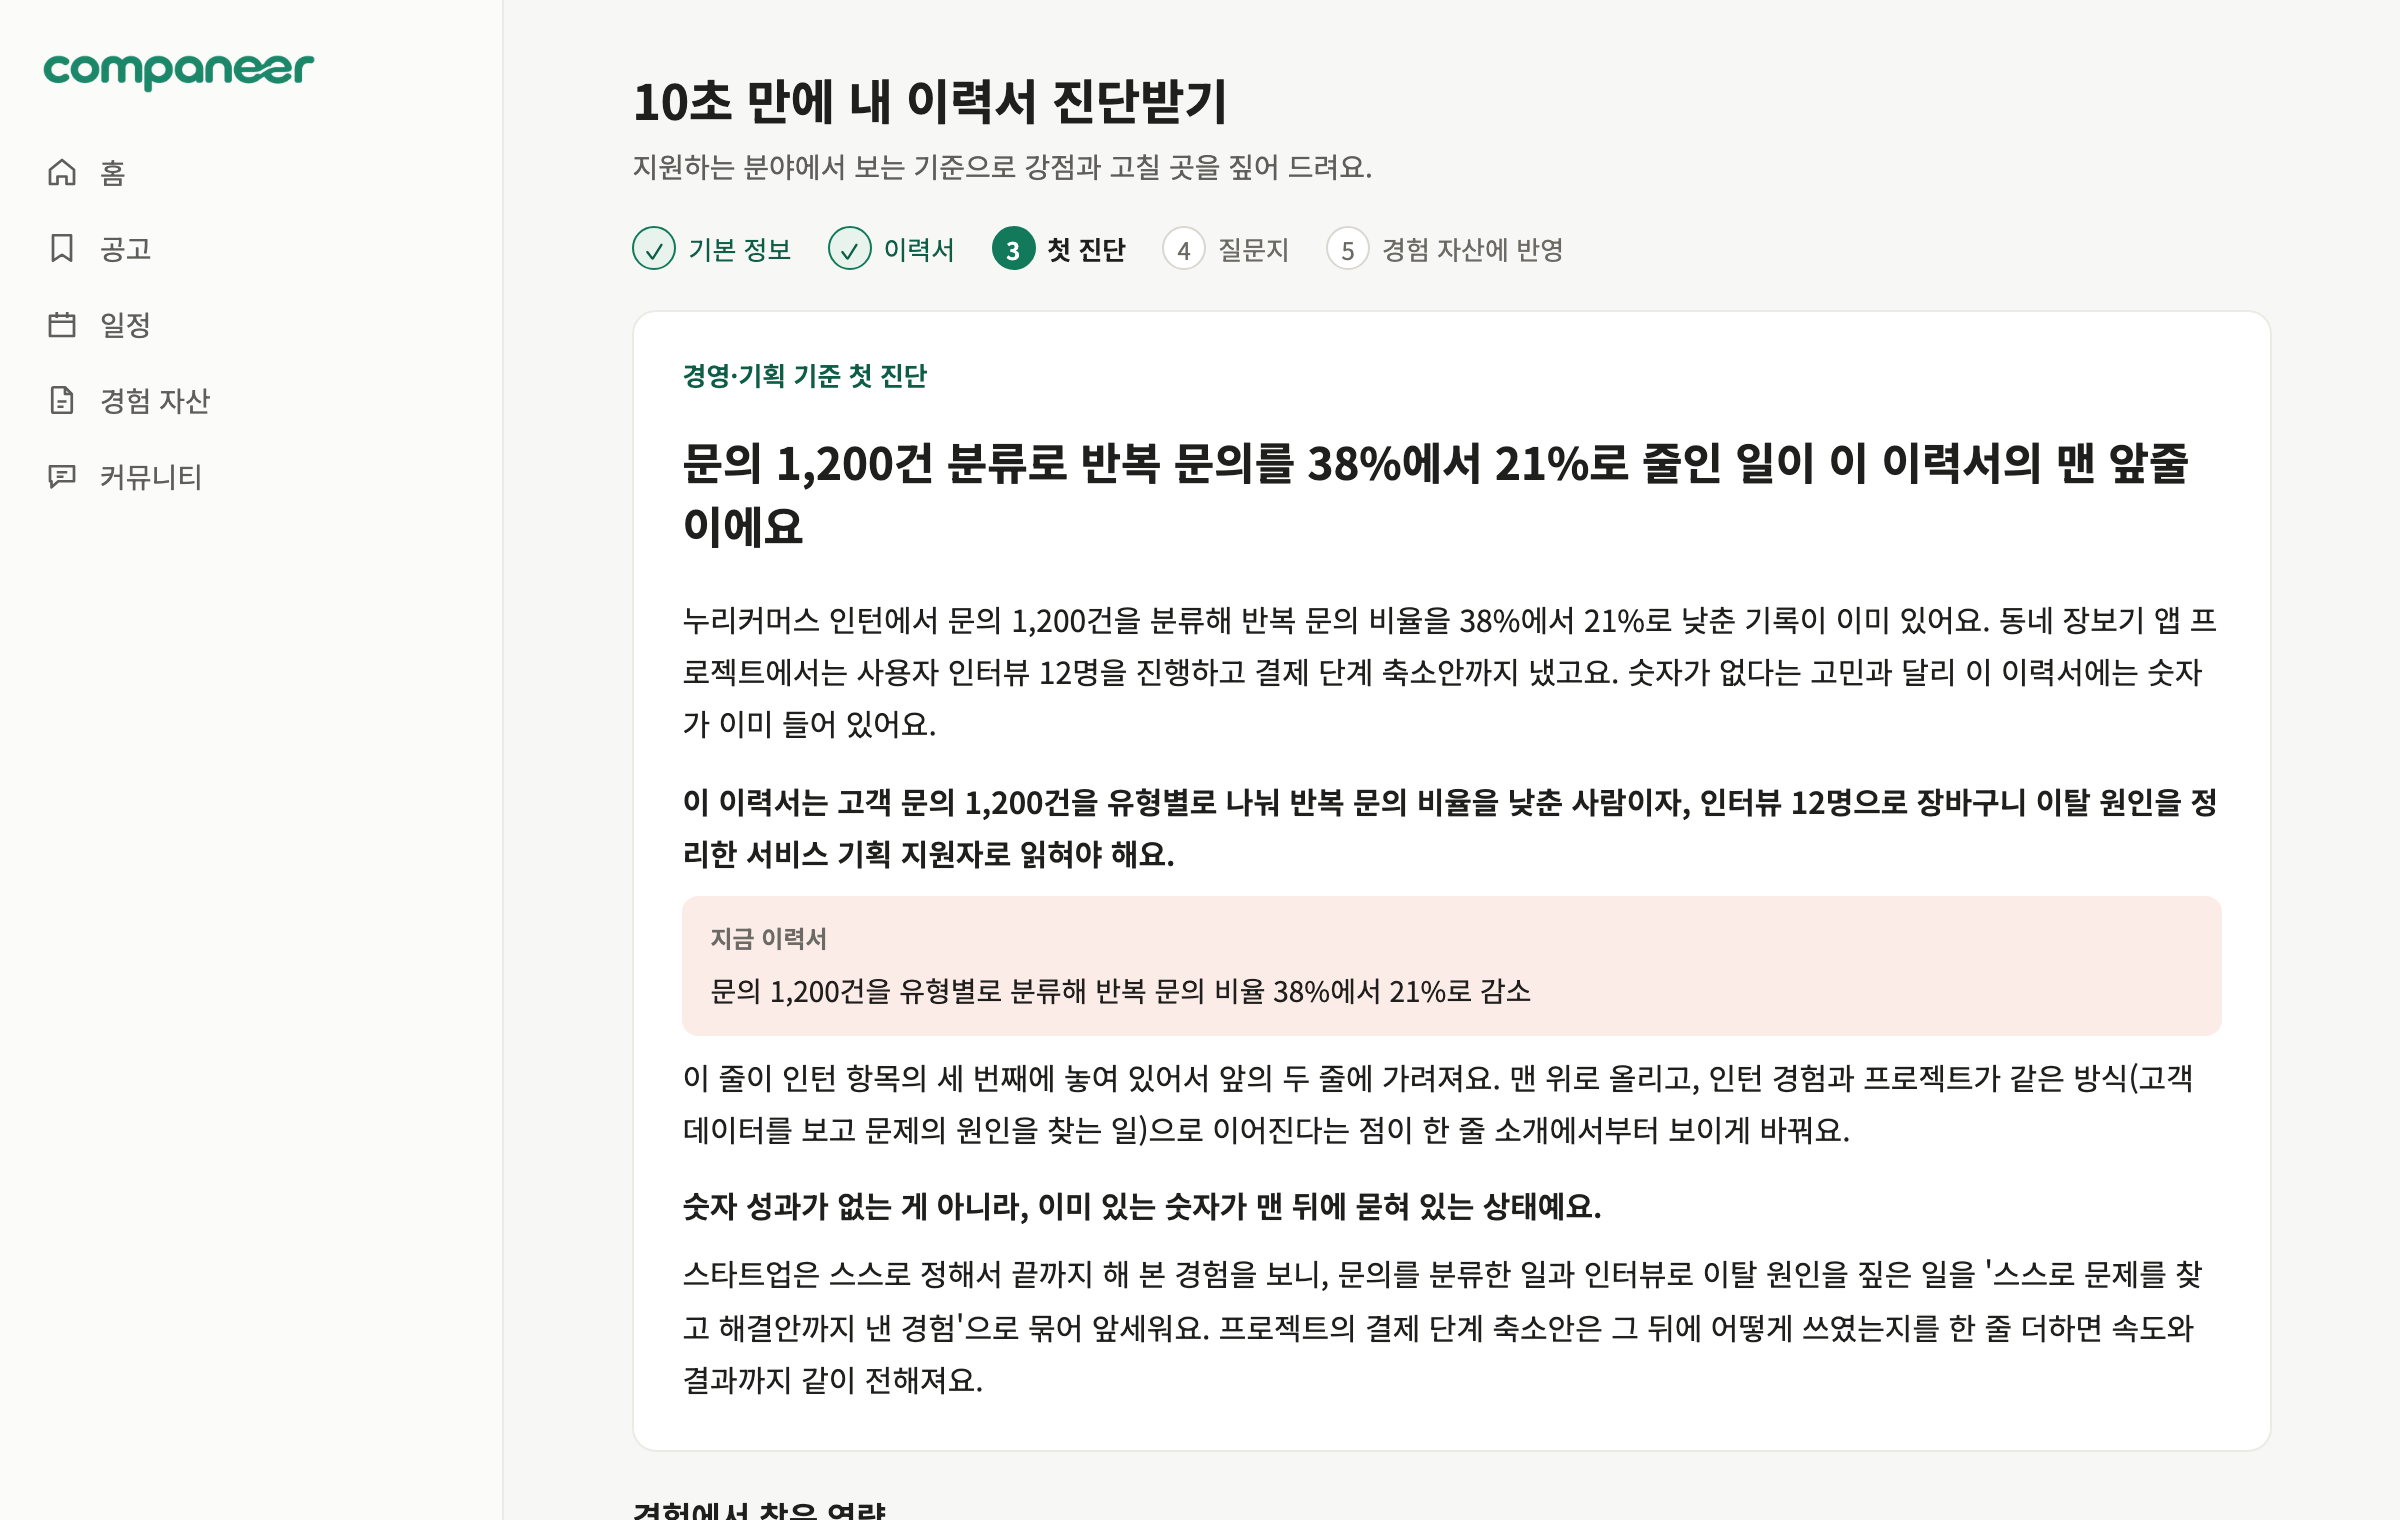 companeer
홈
공고
일정
경험 자산
커뮤니티
10초 만에 내 이력서 진단받기
지원하는 분야에서 보는 기준으로 강점과 고칠 곳을 짚어 드려요.
기본 정보
이력서
3 첫 진단
4 질문지
5 경험 자산에 반영
경영·기획 기준 첫 진단
문의 1,200건 분류로 반복 문의를 38%에서 21%로 줄인 일이 이 이력서의 맨 앞줄
이에요
누리커머스 인턴에서 문의 1,200건을 분류해 반복 문의 비율을 38%에서 21%로 낮춘 기록이 이미 있어요. 동네 장보기 앱 프
로젝트에서는 사용자 인터뷰 12명을 진행하고 결제 단계 축소안까지 냈고요. 숫자가 없다는 고민과 달리 이 이력서에는 숫자
가 이미 들어 있어요.
이 이력서는 고객 문의 1,200건을 유형별로 나눠 반복 문의 비율을 낮춘 사람이자, 인터뷰 12명으로 장바구니 이탈 원인을 정
리한 서비스 기획 지원자로 읽혀야 해요.
지금 이력서
문의 1,200건을 유형별로 분류해 반복 문의 비율 38%에서 21%로 감소
이 줄이 인턴 항목의 세 번째에 놓여 있어서 앞의 두 줄에 가려져요. 맨 위로 올리고, 인턴 경험과 프로젝트가 같은 방식(고객
데이터를 보고 문제의 원인을 찾는 일)으로 이어진다는 점이 한 줄 소개에서부터 보이게 바꿔요.
숫자 성과가 없는 게 아니라, 이미 있는 숫자가 맨 뒤에 묻혀 있는 상태예요.
스타트업은 스스로 정해서 끝까지 해 본 경험을 보니, 문의를 분류한 일과 인터뷰로 이탈 원인을 짚은 일을 '스스로 문제를 찾
고 해결안까지 낸 경험'으로 묶어 앞세워요. 프로젝트의 결제 단계 축소안은 그 뒤에 어떻게 쓰였는지를 한 줄 더하면 속도와
결과까지 같이 전해져요.
경험에서 찾은 역량